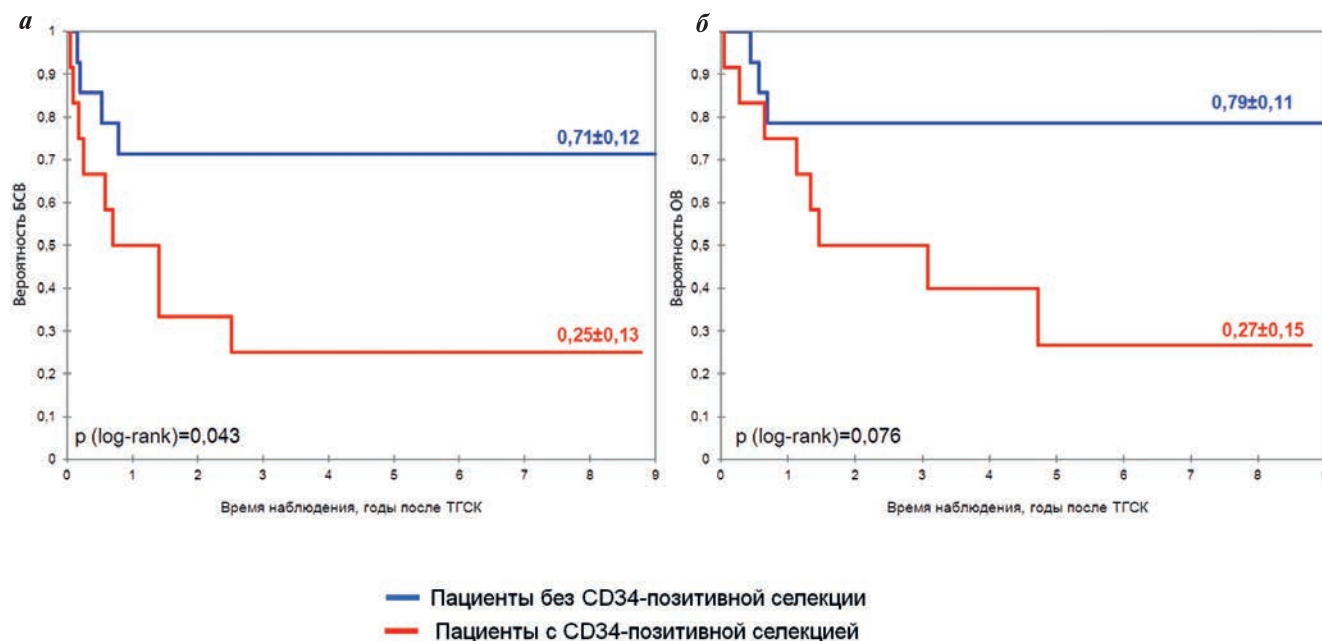 а
Вероятность БСВ
1
0,9
0,8
0,7
0,6
0,5
0,4
0,3
0,2
0,1
0
0,71±0,12
0,25±0,13
p (log-rank)=0,043
0 1 2 3 4 5 6 7 8 9
Время наблюдения, годы после ТГСК
б
Вероятность ОВ
1
0,9
0,8
0,7
0,6
0,5
0,4
0,3
0,2
0,1
0
0,79±0,11
0,27±0,15
p (log-rank)=0,076
0 1 2 3 4 5 6 7 8 9
Время наблюдения, годы после ТГСК
Пациенты без CD34-позитивной селекции
Пациенты с CD34-позитивной селекцией